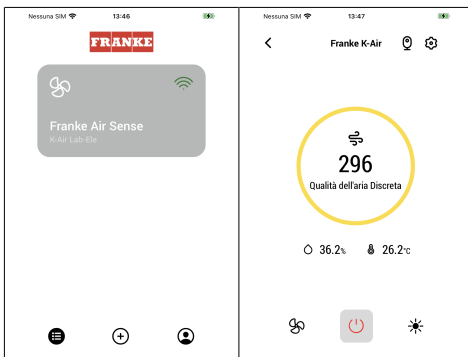 Nessuna SIM 13:46
FRANKE
Franke Air Sense
K-Air Lab-Ele
Nessuna SIM 13:47
Franke K-Air
296
Qualità dell'aria Discreta
36.2% 26.2°C